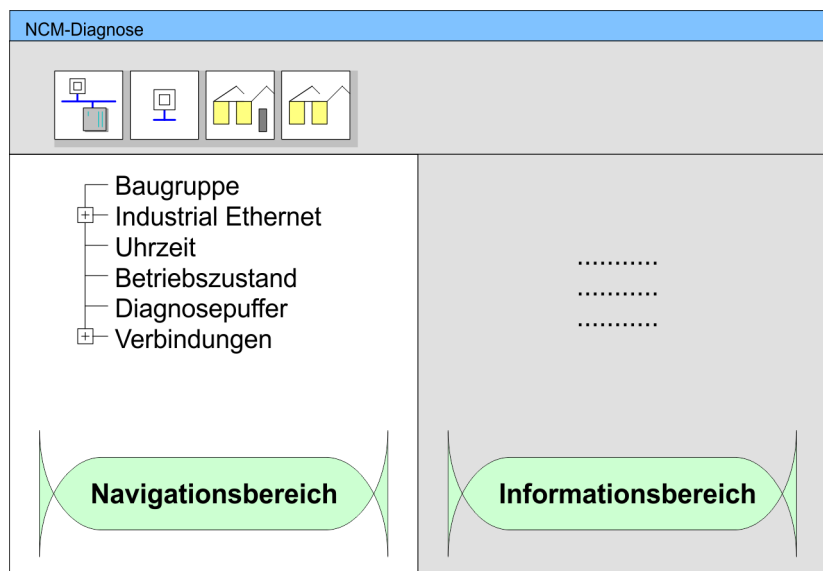 NCM-Diagnose
Baugruppe
Industrial Ethernet
Uhrzeit
Betriebszustand
Diagnosepuffer
Verbindungen
...........
...........
...........
Navigationsbereich
Informationsbereich